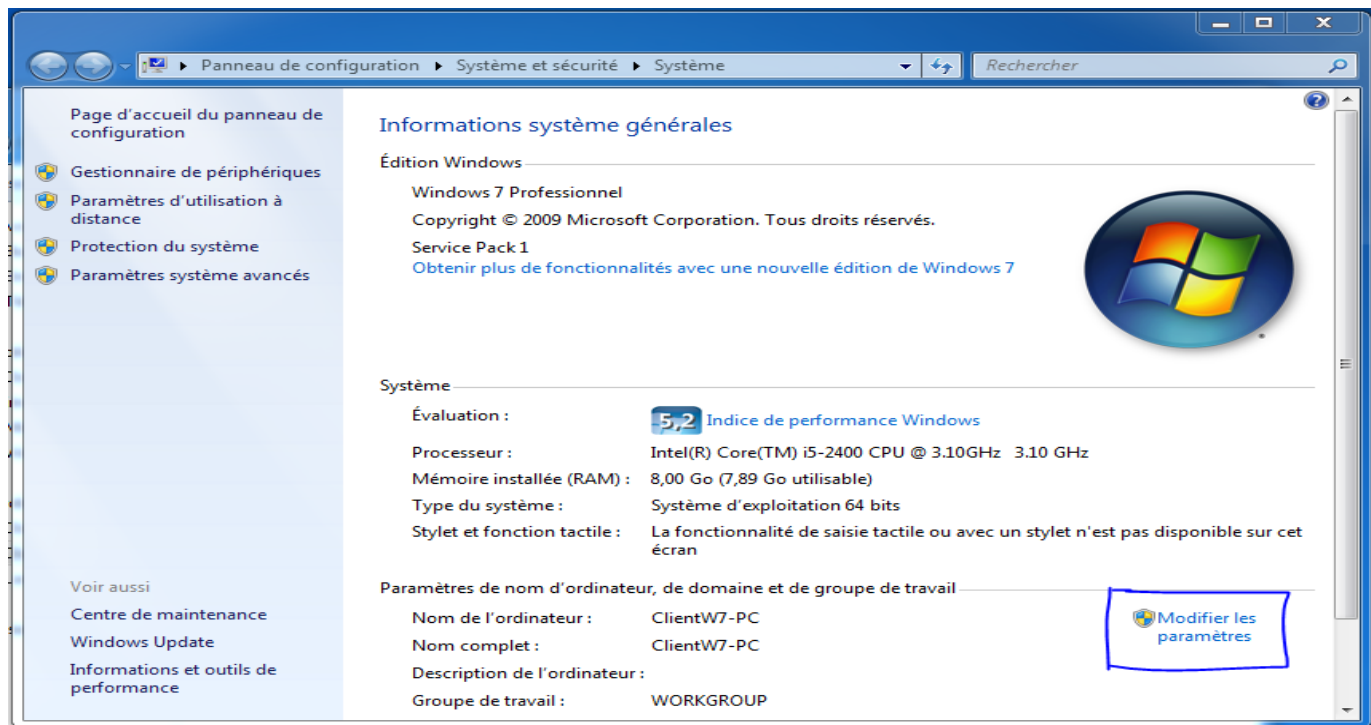 Panneau de configuration ▸ Système et sécurité ▸ Système
Rechercher
Page d'accueil du panneau de
configuration
Gestionnaire de périphériques
Paramètres d'utilisation à
distance
Protection du système
Paramètres système avancés
Voir aussi
Centre de maintenance
Windows Update
Informations et outils de
performance
Informations système générales
Édition Windows
Windows 7 Professionnel
Copyright © 2009 Microsoft Corporation. Tous droits réservés.
Service Pack 1
Obtenir plus de fonctionnalités avec une nouvelle édition de Windows 7
Système
Évaluation : 5,2 Indice de performance Windows
Processeur : Intel(R) Core(TM) i5-2400 CPU @ 3.10GHz 3.10 GHz
Mémoire installée (RAM) : 8,00 Go (7,89 Go utilisable)
Type du système : Système d'exploitation 64 bits
Stylet et fonction tactile : La fonctionnalité de saisie tactile ou avec un stylet n'est pas disponible sur cet
écran
Paramètres de nom d'ordinateur, de domaine et de groupe de travail
Nom de l'ordinateur : ClientW7-PC
Nom complet : ClientW7-PC
Description de l'ordinateur :
Groupe de travail : WORKGROUP
Modifier les
paramètres